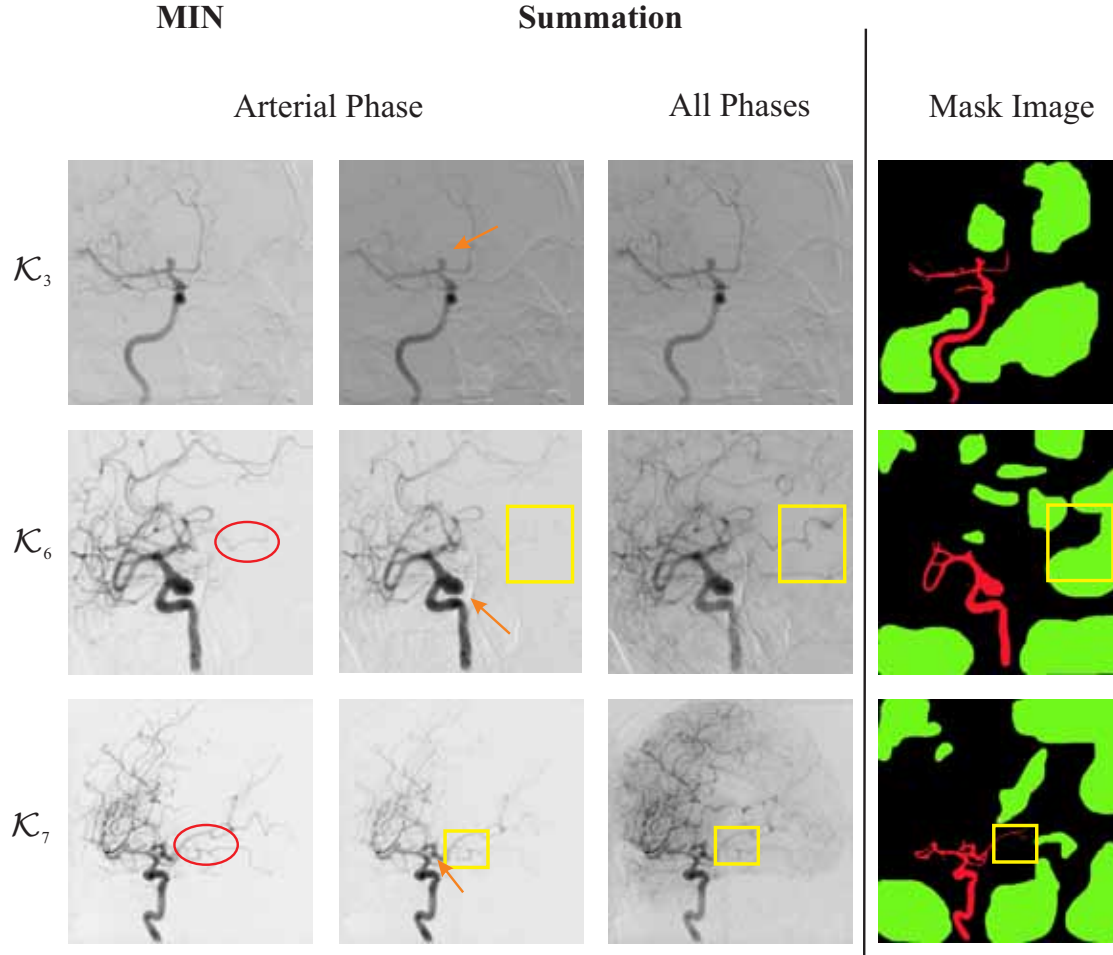 MIN Summation
Arterial Phase All Phases Mask Image
𝒦₃
𝒦₆
𝒦₇